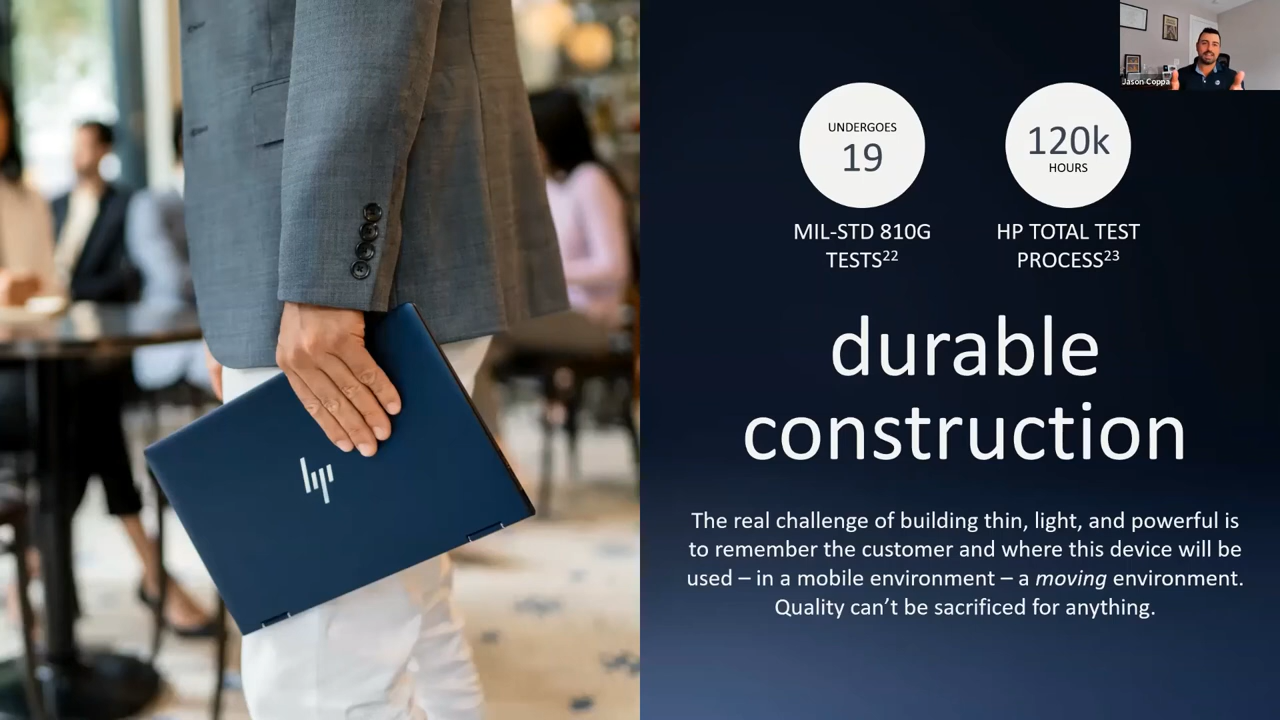 Jason Coppa
UNDERGOES
19
MIL-STD 810G
TESTS22
120k
HOURS
HP TOTAL TEST
PROCESS23
durable
construction
The real challenge of building thin, light, and powerful is
to remember the customer and where this device will be
used – in a mobile environment – a moving environment.
Quality can’t be sacrificed for anything.
hp